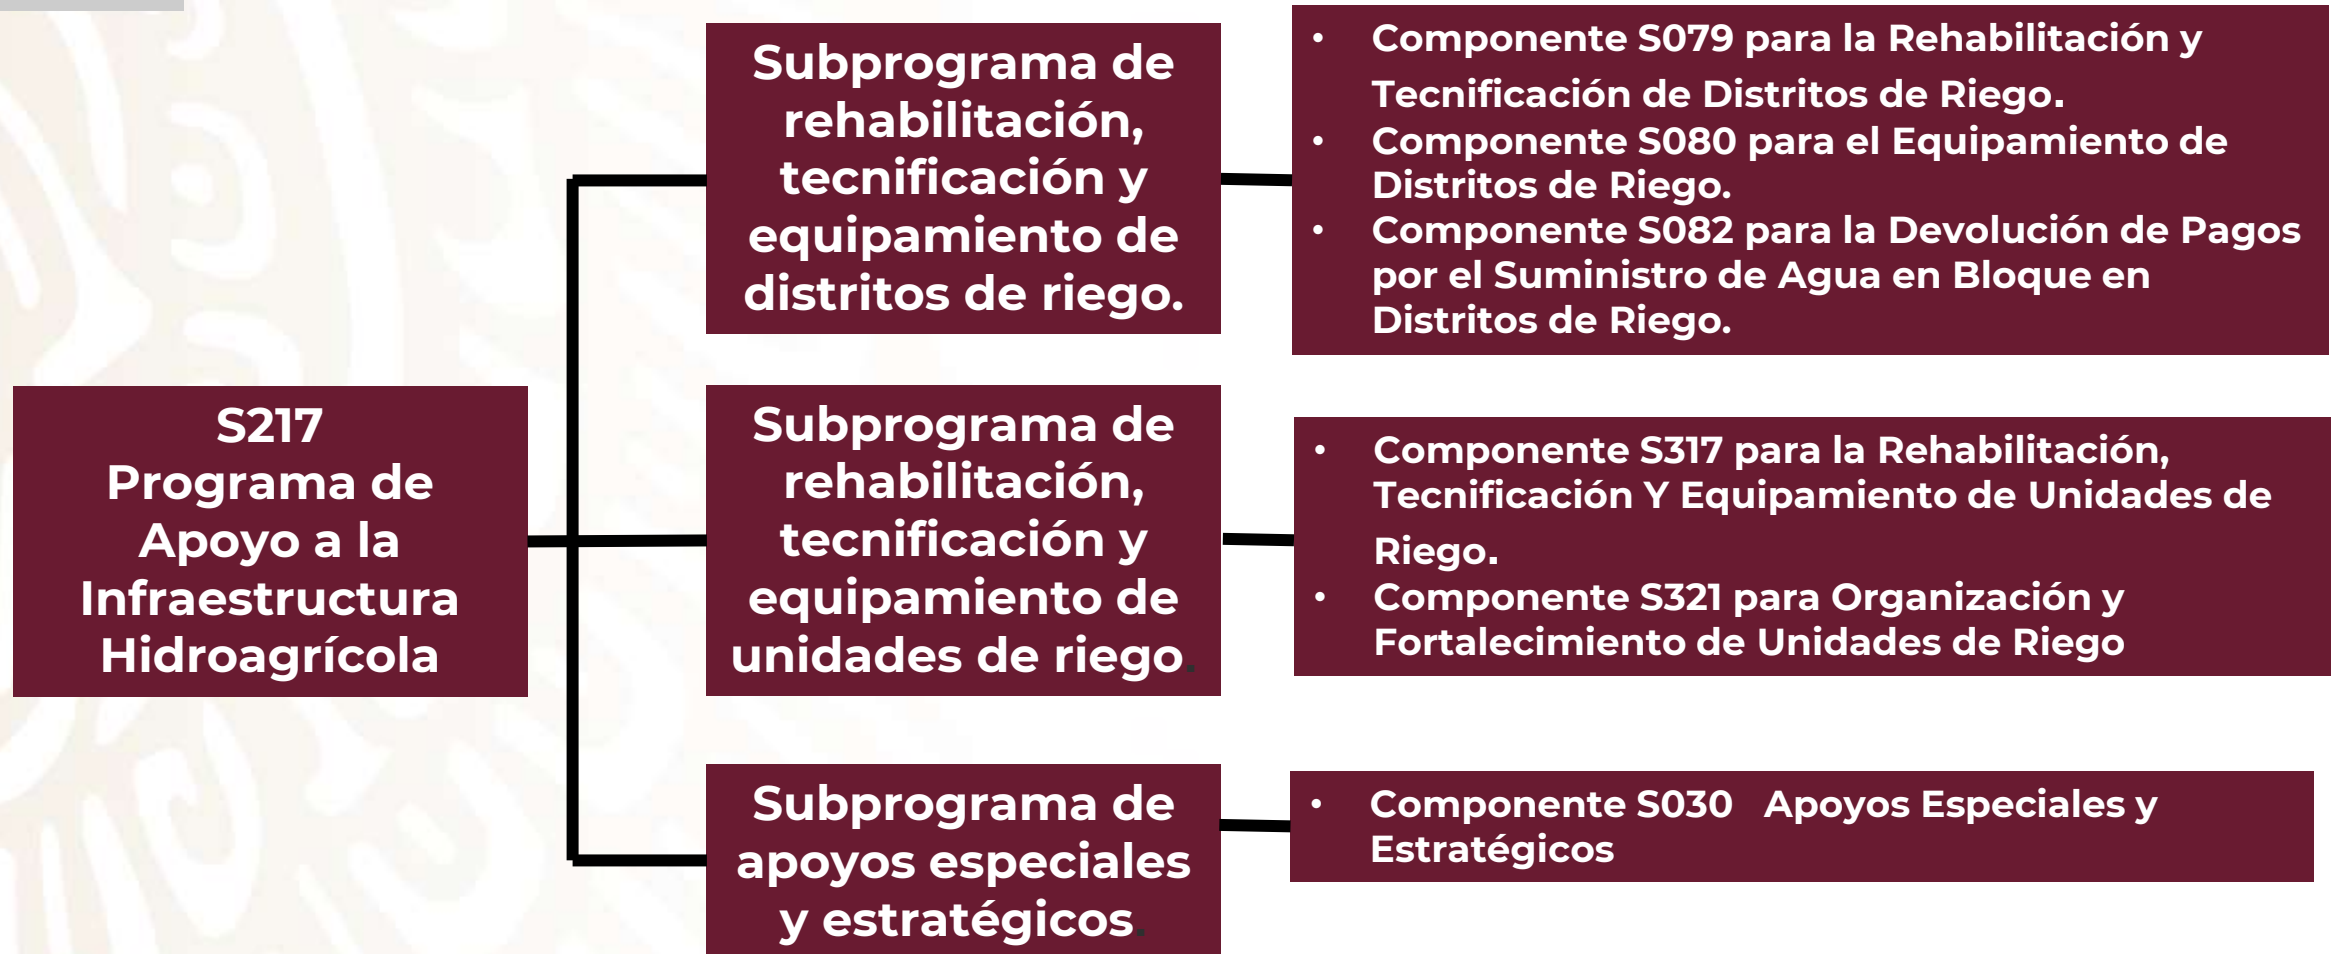 S217
Programa de
Apoyo a la
Infraestructura
Hidroagrícola
Subprograma de
rehabilitación,
tecnificación y
equipamiento de
distritos de riego.
• Componente S079 para la Rehabilitación y
Tecnificación de Distritos de Riego.
• Componente S080 para el Equipamiento de
Distritos de Riego.
• Componente S082 para la Devolución de Pagos
por el Suministro de Agua en Bloque en
Distritos de Riego.
Subprograma de
rehabilitación,
tecnificación y
equipamiento de
unidades de riego.
• Componente S317 para la Rehabilitación,
Tecnificación Y Equipamiento de Unidades de
Riego.
• Componente S321 para Organización y
Fortalecimiento de Unidades de Riego
Subprograma de
apoyos especiales
y estratégicos.
• Componente S030   Apoyos Especiales y
Estratégicos